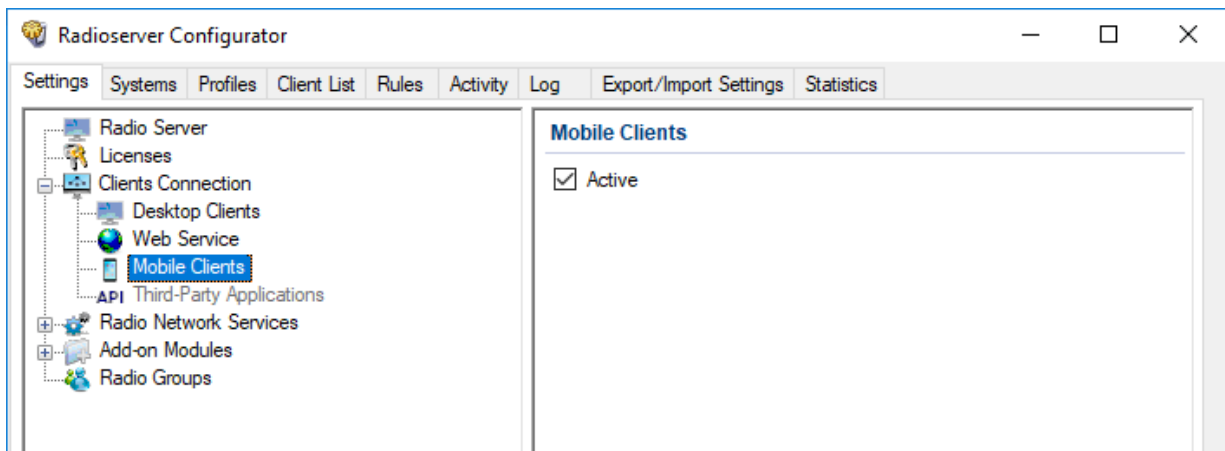 Radioserver Configurator
Settings Systems Profiles Client List Rules Activity Log Export/Import Settings Statistics
Radio Server
Licenses
Clients Connection
Desktop Clients
Web Service
Mobile Clients
API Third-Party Applications
Radio Network Services
Add-on Modules
Radio Groups
Mobile Clients
Active